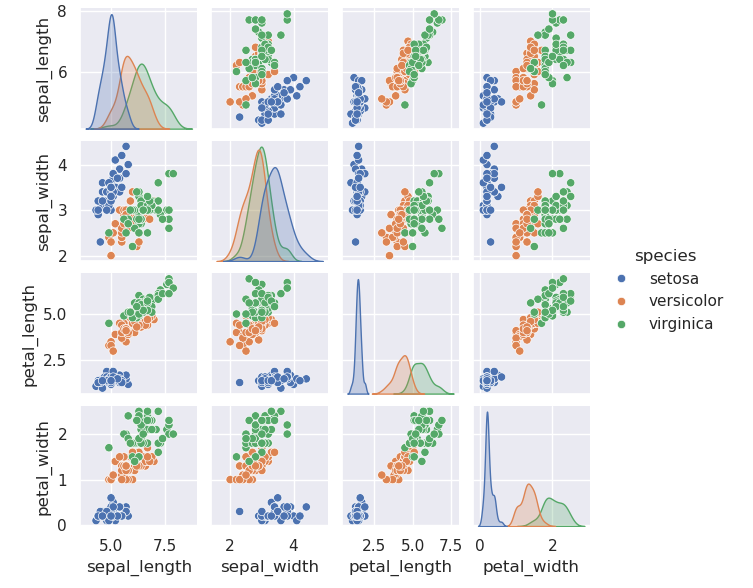 8
6
sepal_length
4
3
2
sepal_width
species
setosa
versicolor
virginica
5.0
2.5
petal_length
2
1
0
petal_width
5.0 7.5
2 4
2.5 5.0 7.5
0 2
sepal_length
sepal_width
petal_length
petal_width